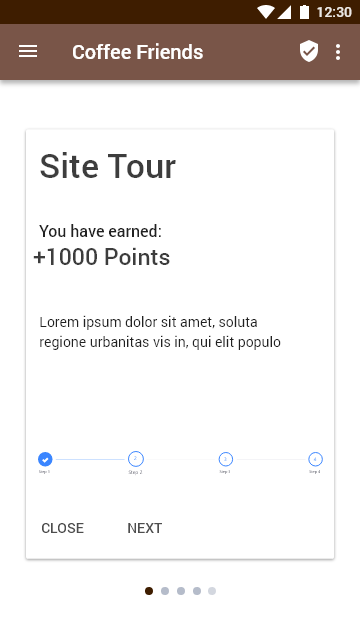 12:30
Coffee Friends
Site Tour
You have earned:
+1000 Points
Lorem ipsum dolor sit amet, soluta
regione urbanitas vis in, qui elit populo
2 3 4
Step 1 Step 2 Step 3 Step 4
CLOSE NEXT